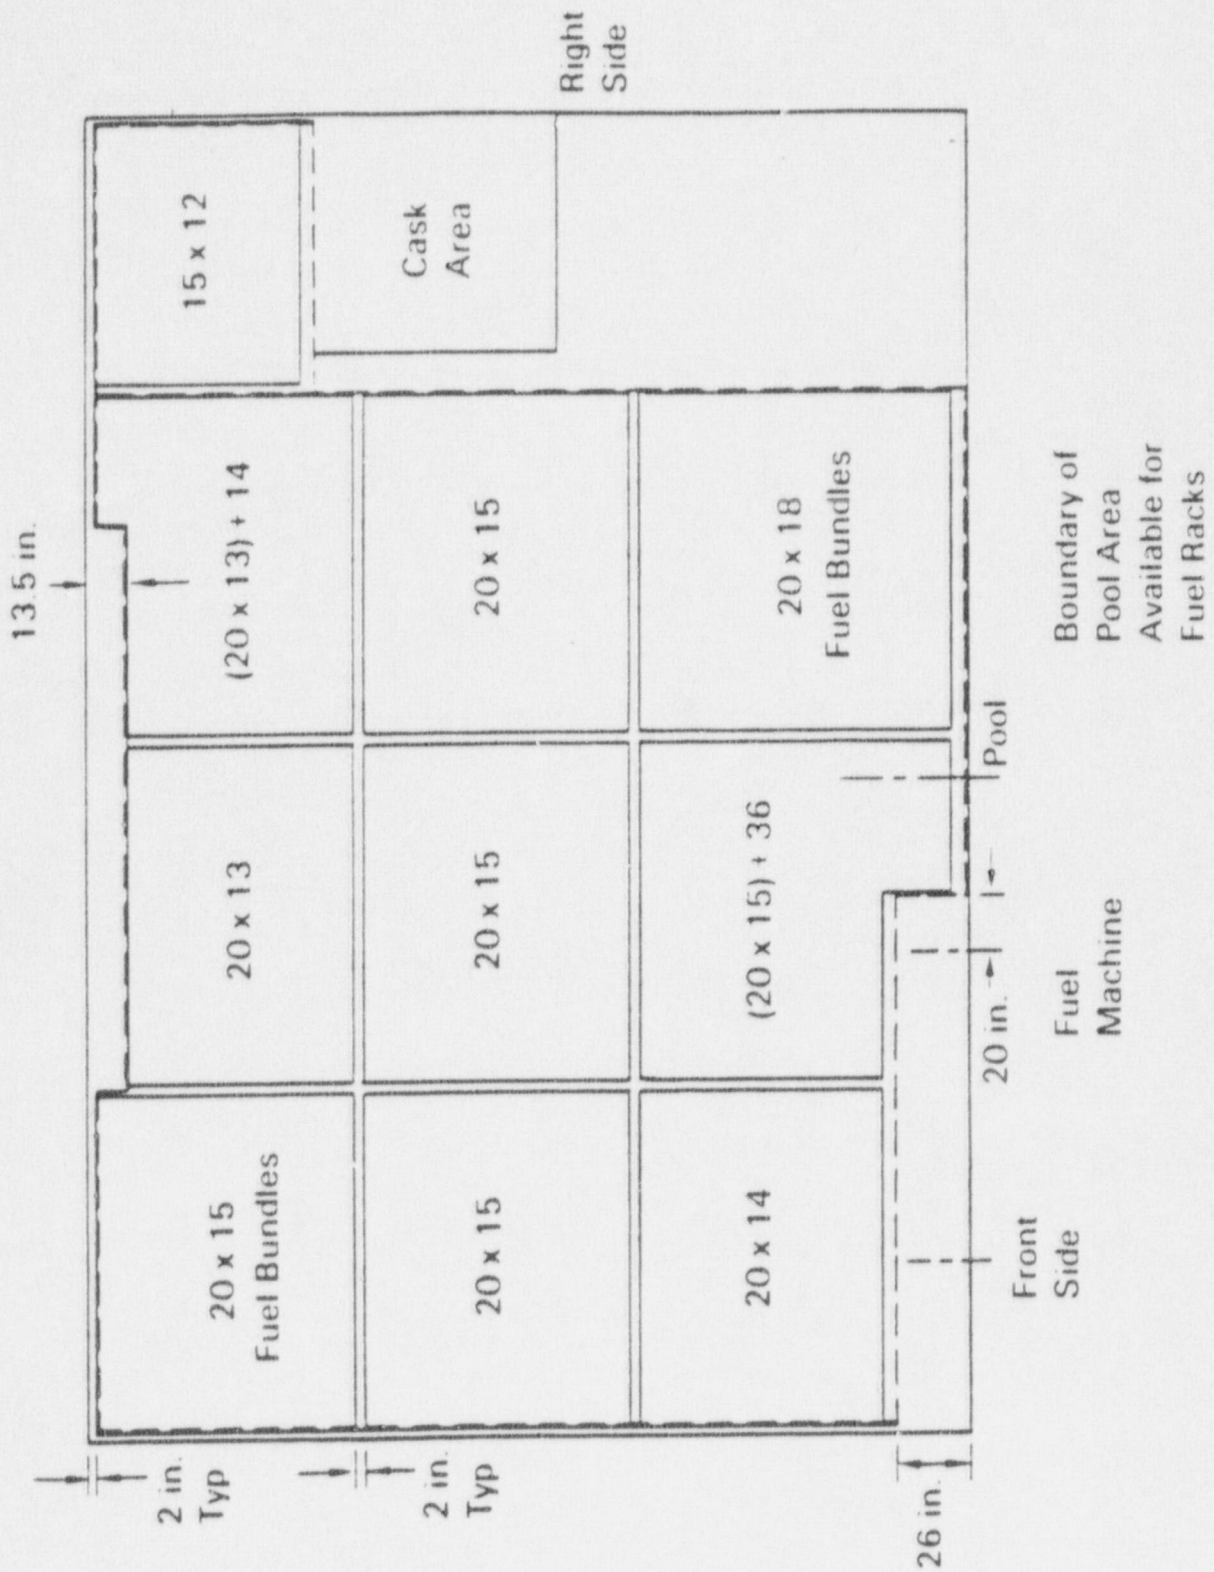 13.5 in.
Right
Side
2 in.
Typ
20 x 15
Fuel Bundles
20 x 13
(20 x 13) + 14
15 x 12
2 in.
Typ
20 x 15
20 x 15
20 x 15
Cask
Area
26 in.
20 x 14
(20 x 15) + 36
20 x 18
Fuel Bundles
20 in.
Pool
Front
Side
Fuel
Machine
Boundary of
Pool Area
Available for
Fuel Racks